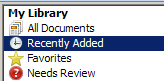 My Library
All Documents
Recently Added
Favorites
Needs Review